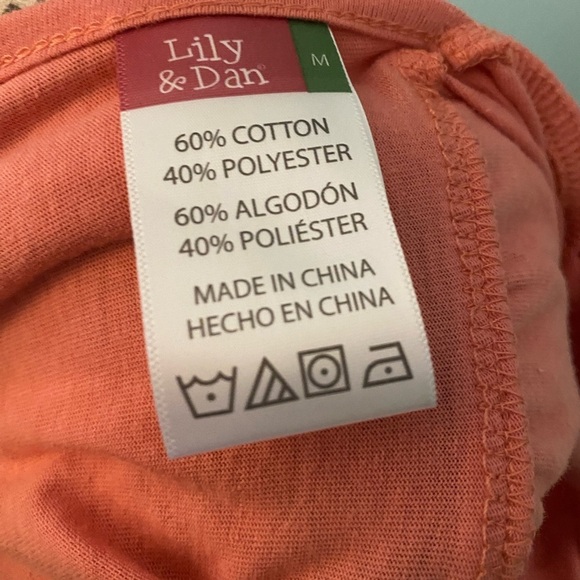 Lily
& Dan
M
60% COTTON
40% POLYESTER
60% ALGODÓN
40% POLIÉSTER
MADE IN CHINA
HECHO EN CHINA